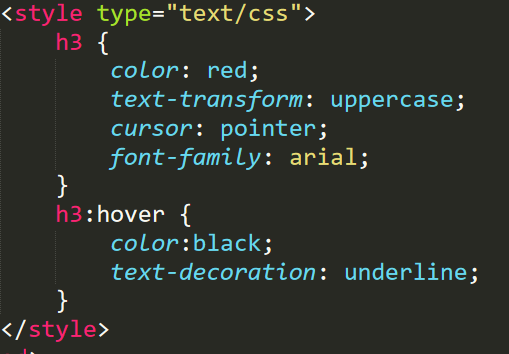 <style type="text/css">
h3 {
color: red;
text-transform: uppercase;
cursor: pointer;
font-family: arial;
}
h3:hover {
color:black;
text-decoration: underline;
}
</style>